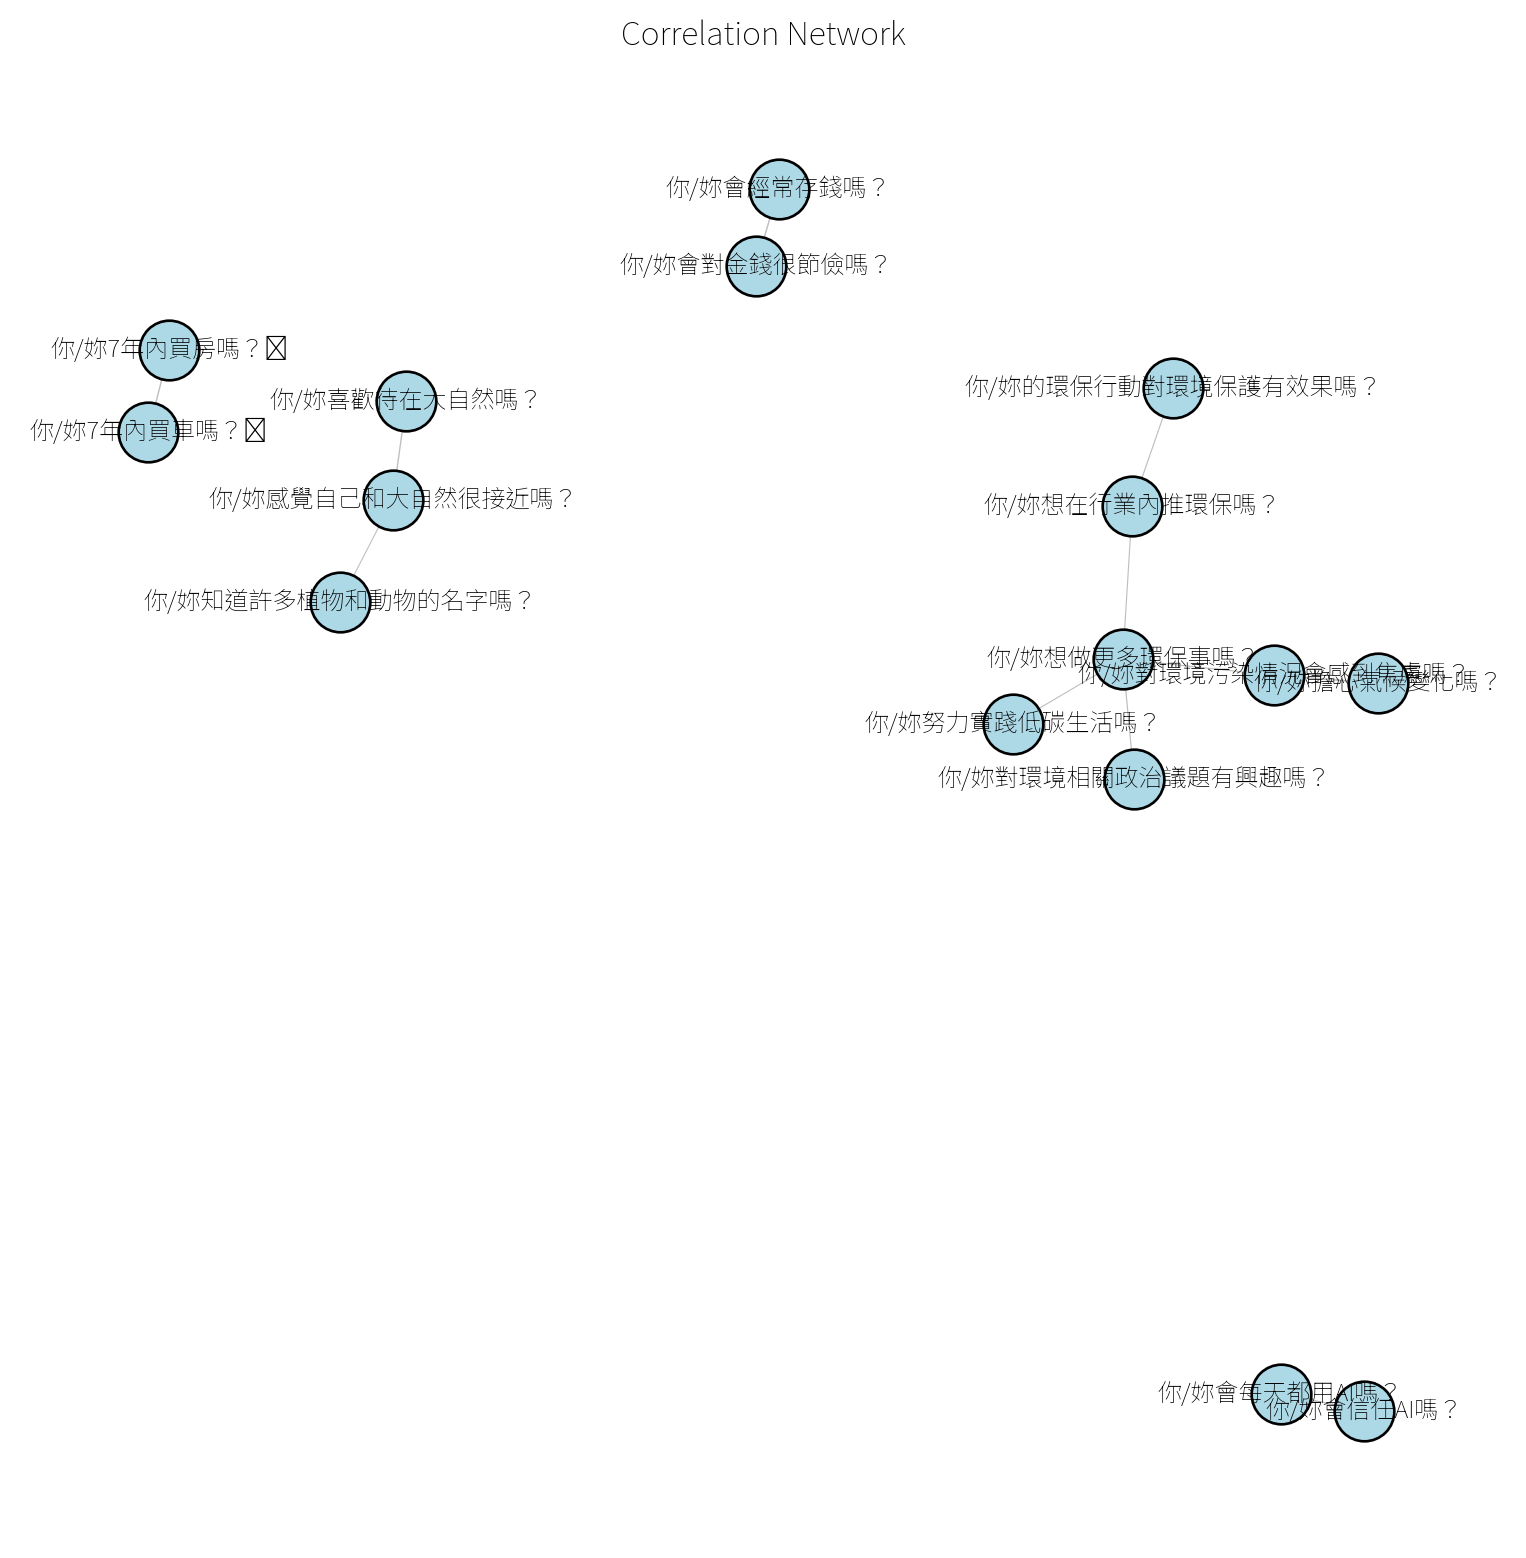 Correlation Network
你/妳會經常存錢嗎？
你/妳會對金錢很節儉嗎？
你/妳7年內買房嗎？
你/妳7年內買車嗎？
你/妳喜歡待在大自然嗎？
你/妳感覺自己和大自然很接近嗎？
你/妳知道許多植物和動物的名字嗎？
你/妳的環保行動對環境保護有效果嗎？
你/妳想在行業內推環保嗎？
你/妳想做更多環保事嗎？
你/妳對環境污染情況會感到焦慮嗎？
你/妳擔心氣候變化嗎？
你/妳努力實踐低碳生活嗎？
你/妳對環境相關政治議題有興趣嗎？
你/妳會每天都用AI嗎？
你/妳會信任AI嗎？